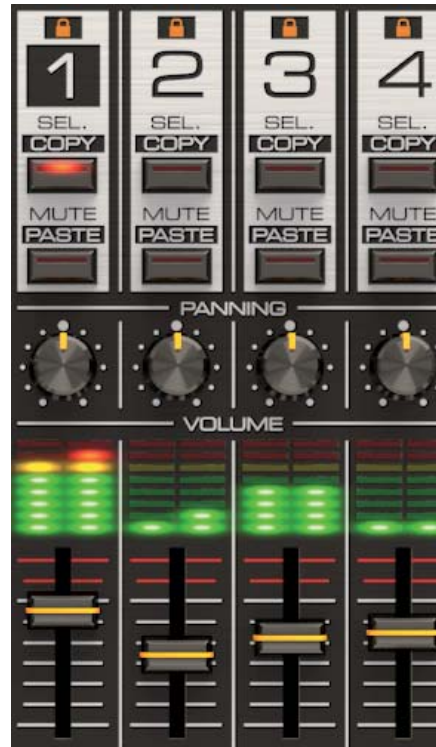 1 2 3 4
SEL. SEL. SEL. SEL.
COPY COPY COPY COPY
MUTE MUTE MUTE MUTE
PASTE PASTE PASTE PASTE
PANNING
VOLUME